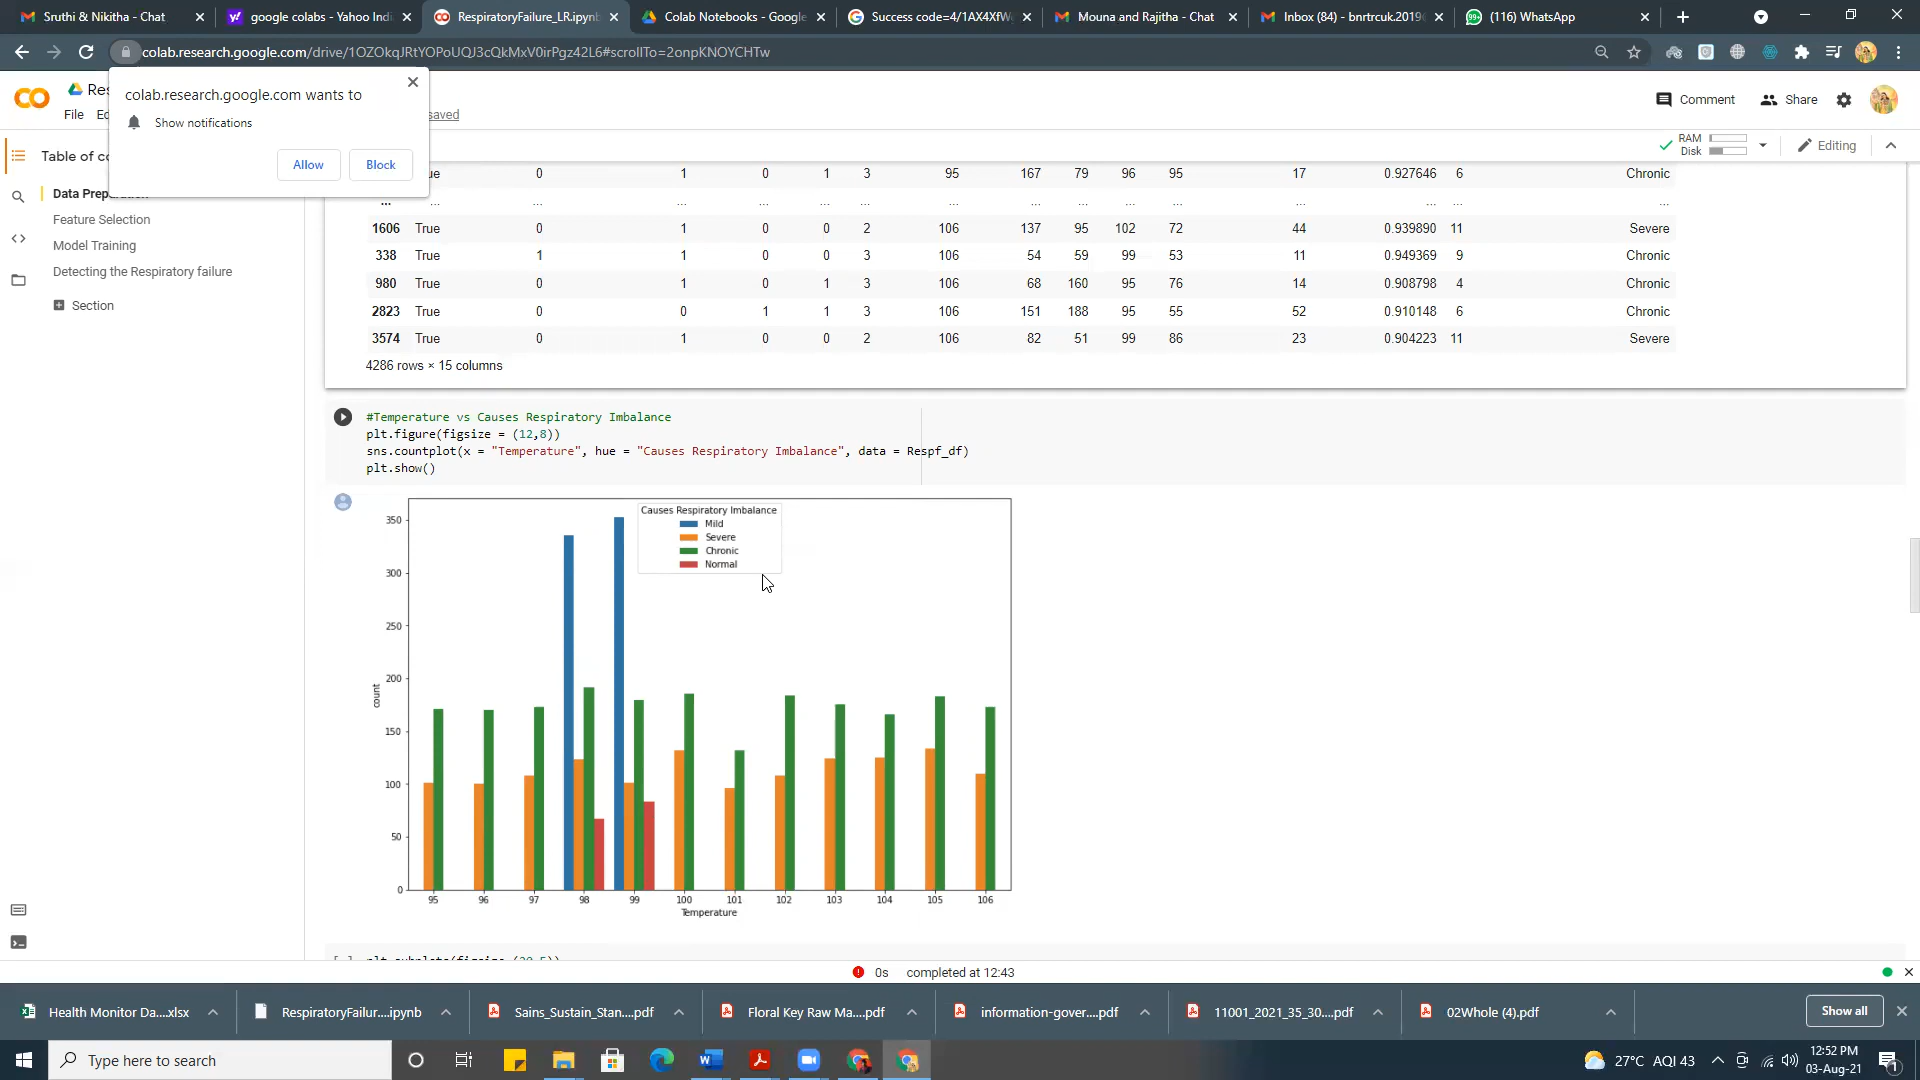 Sruthi & Nikitha - Chat
google colabs - Yahoo Indi
RespiratoryFailure_LR.ipynb
Colab Notebooks - Google
Success code=4/1AX4XfW
Mouna and Rajitha - Chat
Inbox (84) - bnrtrcuk.2019
(116) WhatsApp
colab.research.google.com/drive/1OZOkqJRtYOPoUQJ3cQkMxV0irPgz42L6#scrollTo=2onpKNOYCHTw
colab.research.google.com wants to
Show notifications
Allow Block
Res
File Ed saved
Comment Share
Table of co
RAM
Disk
Editing
Data Prepa
Feature Selection
Model Training
Detecting the Respiratory failure
Section
ue 0 1 0 1 3 95 167 79 96 95 17 0.927646 6 Chronic
... ... ... ... ... ... ... ... ... ... ... ... ... ... ...
1606 True 0 1 0 0 2 106 137 95 102 72 44 0.939890 11 Severe
338 True 1 1 0 0 3 106 54 59 99 53 11 0.949369 9 Chronic
980 True 0 1 0 1 3 106 68 160 95 76 14 0.908798 4 Chronic
2823 True 0 0 1 1 3 106 151 188 95 55 52 0.910148 6 Chronic
3574 True 0 1 0 0 2 106 82 51 99 86 23 0.904223 11 Severe
4286 rows × 15 columns
#Temperature vs Causes Respiratory Imbalance
plt.figure(figsize = (12,8))
sns.countplot(x = "Temperature", hue = "Causes Respiratory Imbalance", data = Respf_df)
plt.show()
Causes Respiratory Imbalance
Mild
Severe
Chronic
Normal
350
300
250
200
150
100
50
0
count
95 96 97 98 99 100 101 102 103 104 105 106
Temperature
[ ] plt.subplots(figsize=(20,5))
0s completed at 12:43
Health Monitor Da....xlsx
RespiratoryFailur....ipynb
Sains_Sustain_Stan....pdf
Floral Key Raw Ma....pdf
information-gover....pdf
11001_2021_35_30....pdf
02Whole (4).pdf
Show all
Type here to search
27°C AQI 43
12:52 PM
03-Aug-21
1